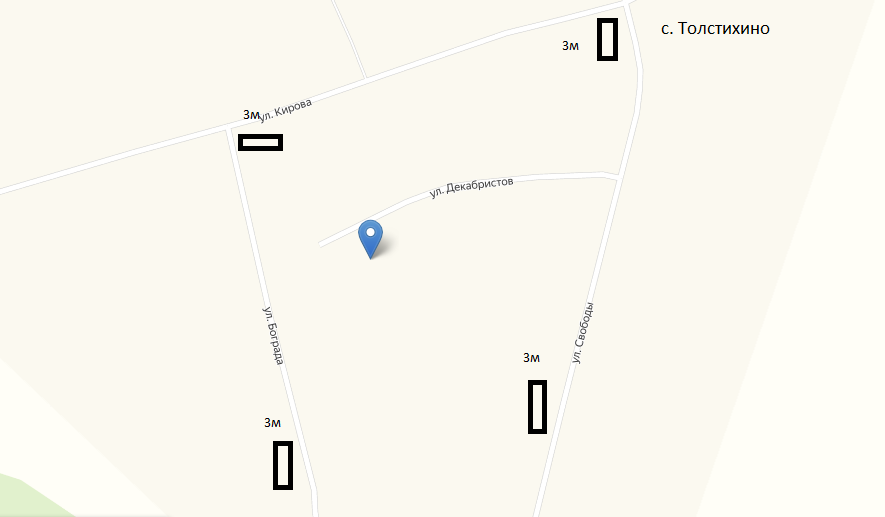 с. Толстихино
3м
3м
ул. Кирова
ул. Декабристов
ул. Бограда
ул. Свободы
3м
3м